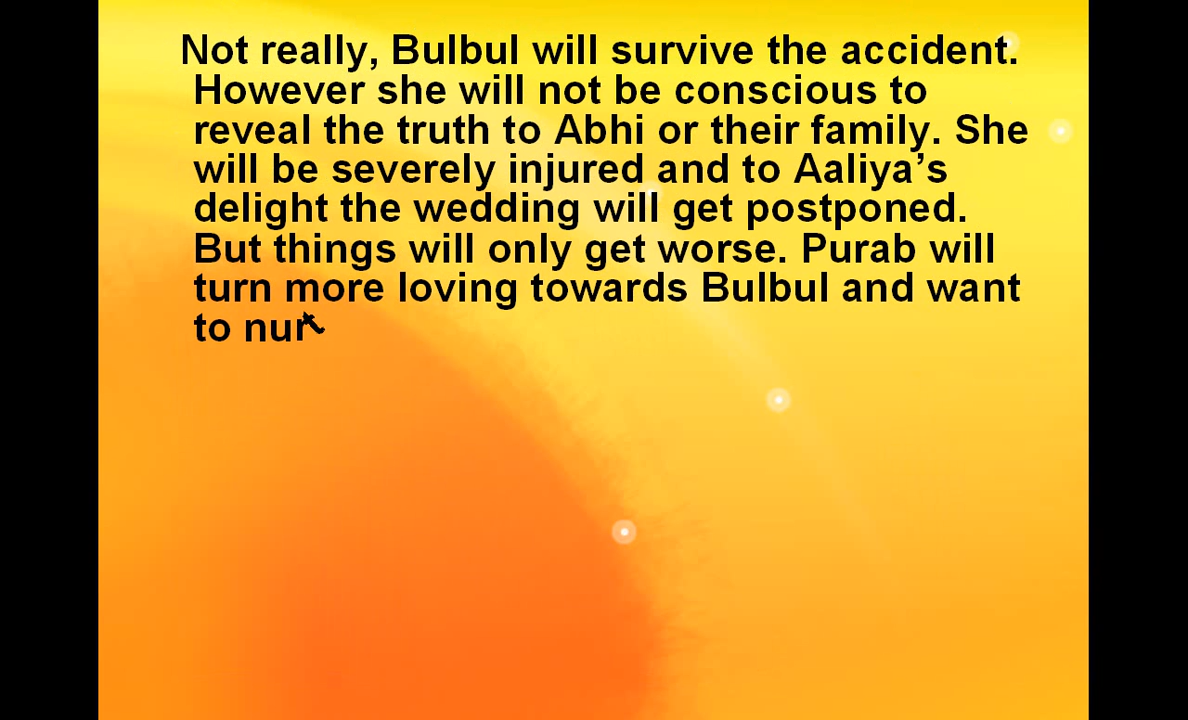 Not really, Bulbul will survive the accident.
However she will not be conscious to
reveal the truth to Abhi or their family. She
will be severely injured and to Aaliya’s
delight the wedding will get postponed.
But things will only get worse. Purab will
turn more loving towards Bulbul and want
to nur